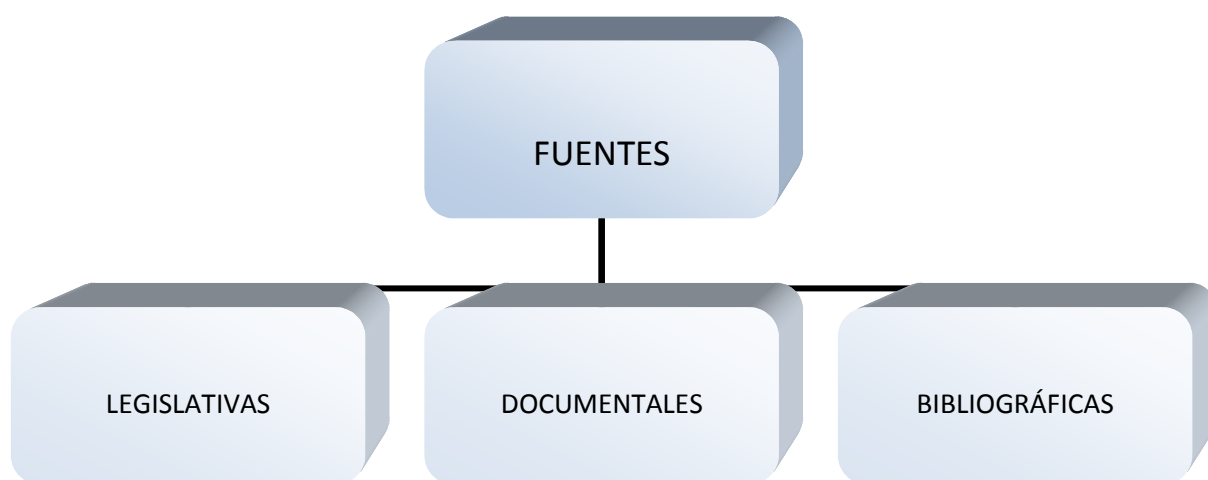 FUENTES
LEGISLATIVAS
DOCUMENTALES
BIBLIOGRÁFICAS